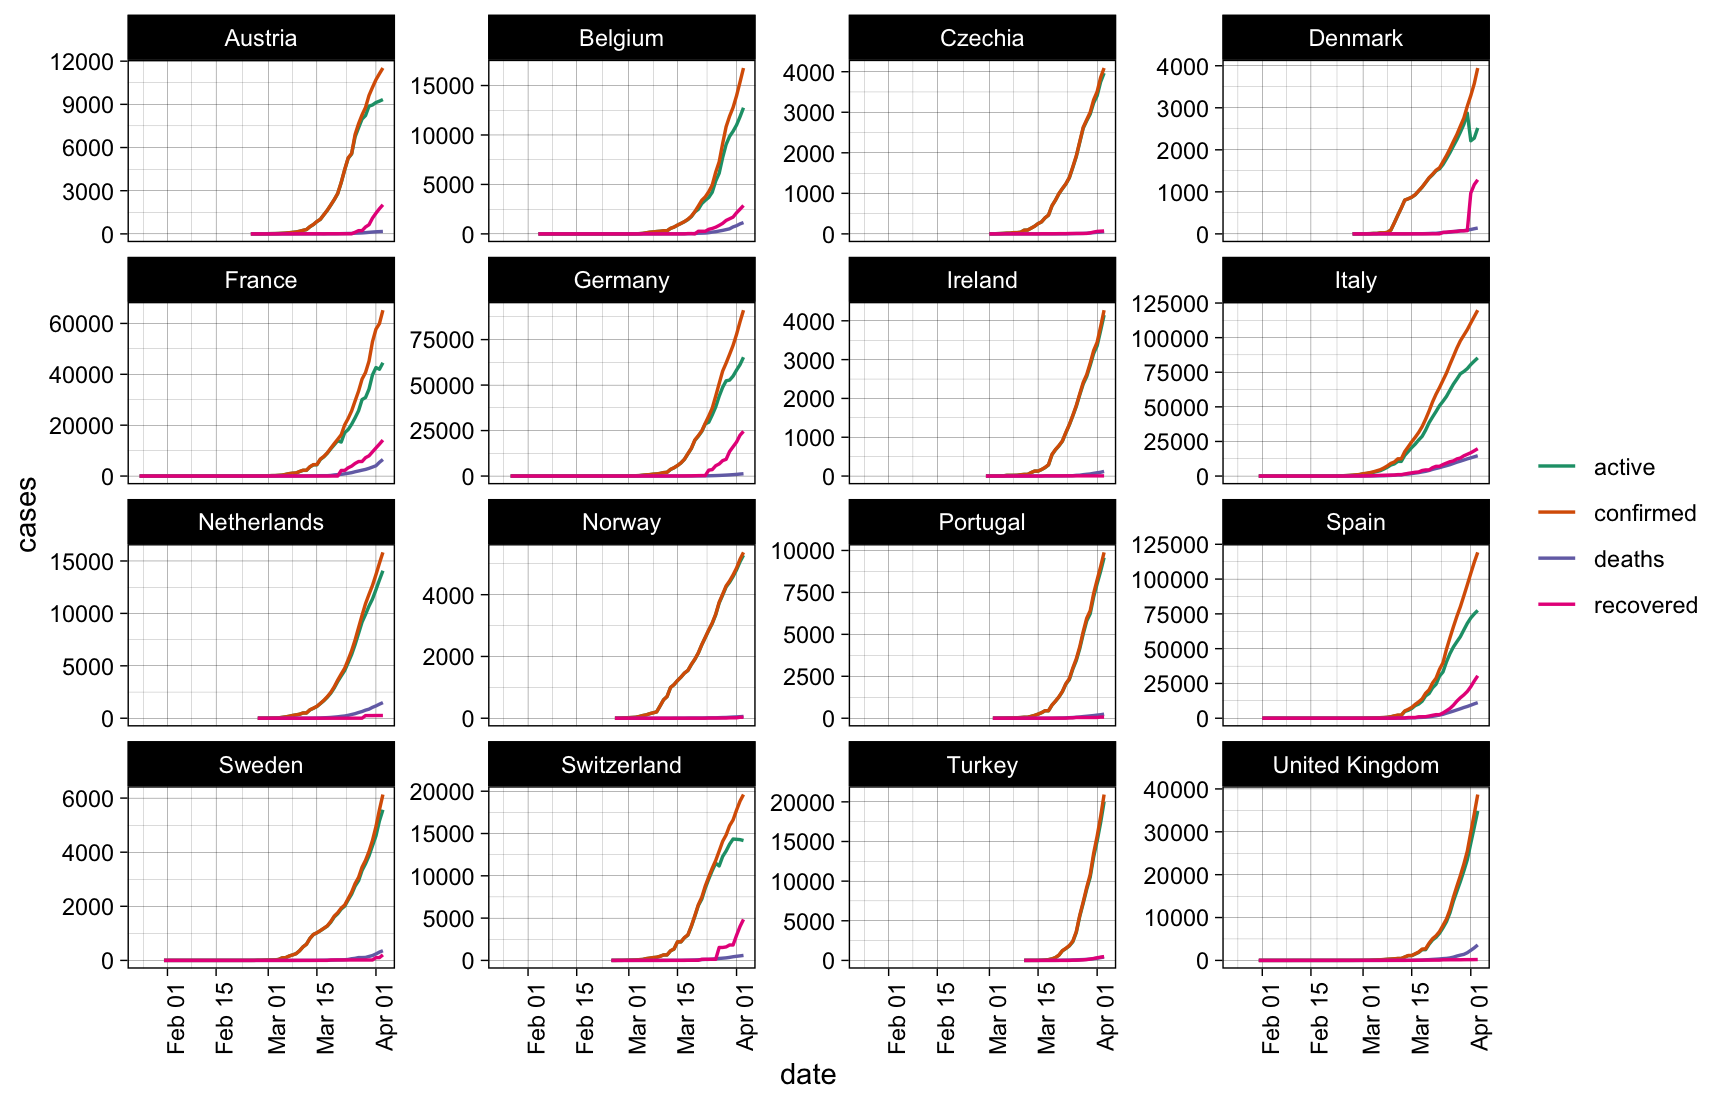 Austria
Belgium
Czechia
Denmark
12000
9000
6000
3000
0
15000
10000
5000
0
4000
3000
2000
1000
0
4000
3000
2000
1000
0
France
Germany
Ireland
Italy
60000
40000
20000
0
75000
50000
25000
0
4000
3000
2000
1000
0
125000
100000
75000
50000
25000
0
Netherlands
Norway
Portugal
Spain
15000
10000
5000
0
4000
2000
0
10000
7500
5000
2500
0
125000
100000
75000
50000
25000
0
Sweden
Switzerland
Turkey
United Kingdom
6000
4000
2000
0
20000
15000
10000
5000
0
20000
15000
10000
5000
0
40000
30000
20000
10000
0
Feb 01
Feb 15
Mar 01
Mar 15
Apr 01
Feb 01
Feb 15
Mar 01
Mar 15
Apr 01
Feb 01
Feb 15
Mar 01
Mar 15
Apr 01
Feb 01
Feb 15
Mar 01
Mar 15
Apr 01
cases
date
active
confirmed
deaths
recovered